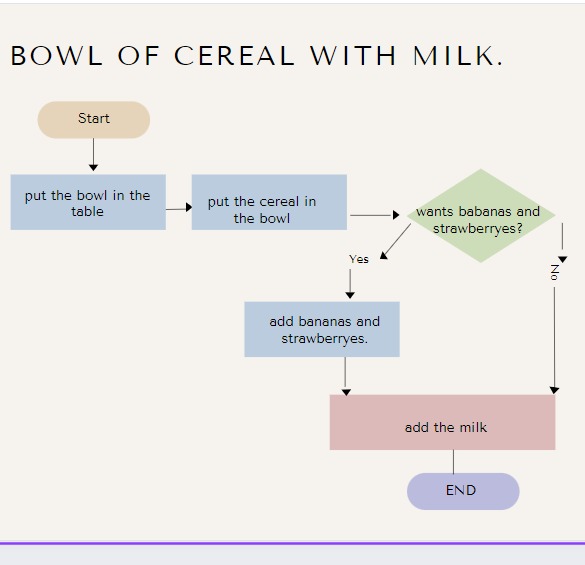 BOWL OF CEREAL WITH MILK.
Start
put the bowl in the
table
put the cereal in
the bowl
wants babanas and
strawberryes?
Yes
No
add bananas and
strawberryes.
add the milk
END